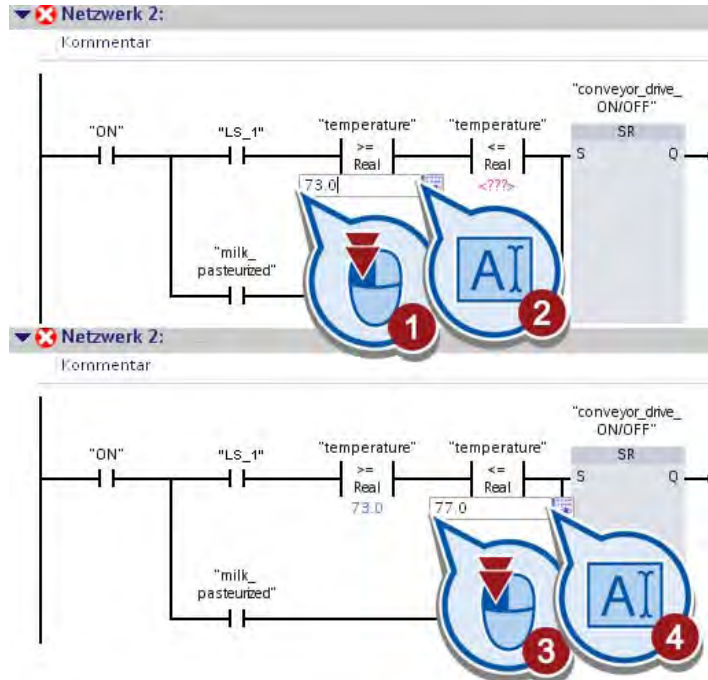 Netzwerk 2:
Kommentar
"conveyor_drive_
ON/OFF"
"ON"
"LS_1"
"temperature"
"temperature"
SR
>=
Real
<=
Real
S
Q
73.0
<???>
"milk_
pasteurized"
A
1
2
Netzwerk 2:
Kommentar
"conveyor_drive_
ON/OFF"
"ON"
"LS_1"
"temperature"
"temperature"
SR
>=
Real
<=
Real
S
Q
73.0
77.0
"milk_
pasteurized"
A
3
4